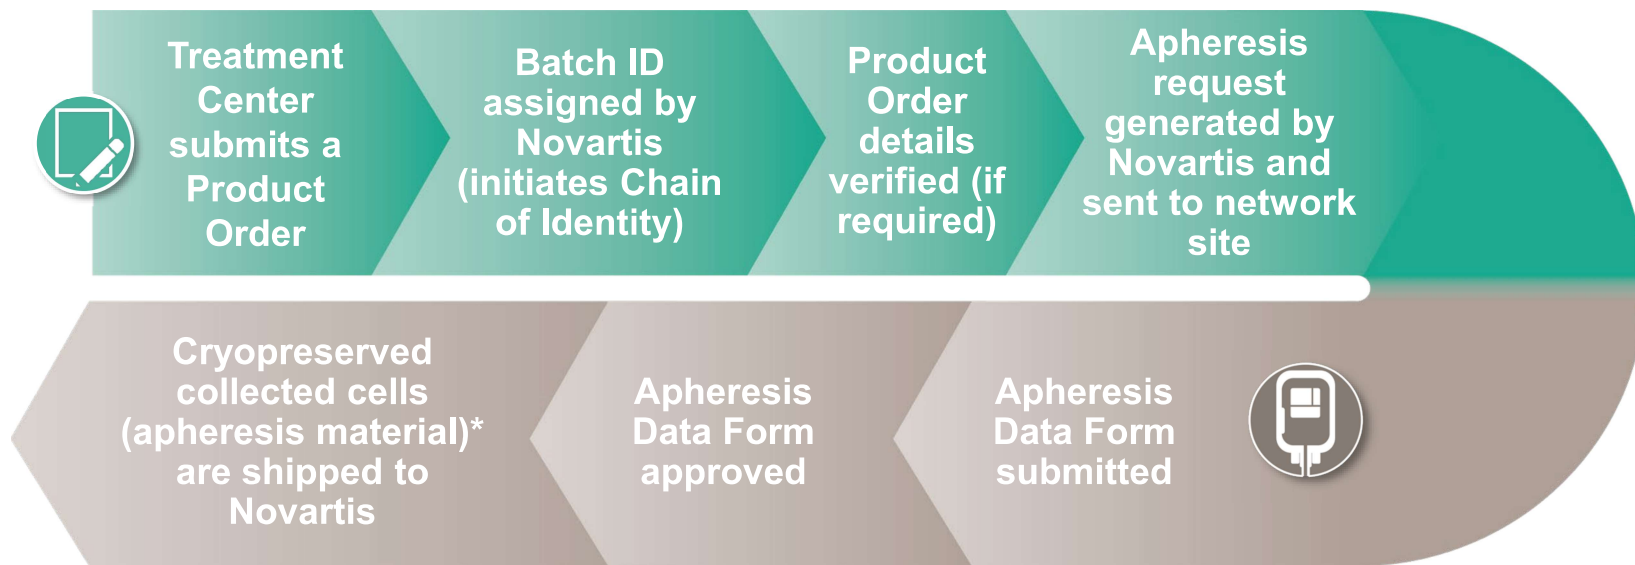 Treatment
Center
submits a
Product
Order
Batch ID
assigned by
Novartis
(initiates Chain
of Identity)
Product
Order
details
verified (if
required)
Apheresis
request
generated by
Novartis and
sent to network
site
Apheresis
Data Form
submitted
Apheresis
Data Form
approved
Cryopreserved
collected cells
(apheresis material)*
are shipped to
Novartis